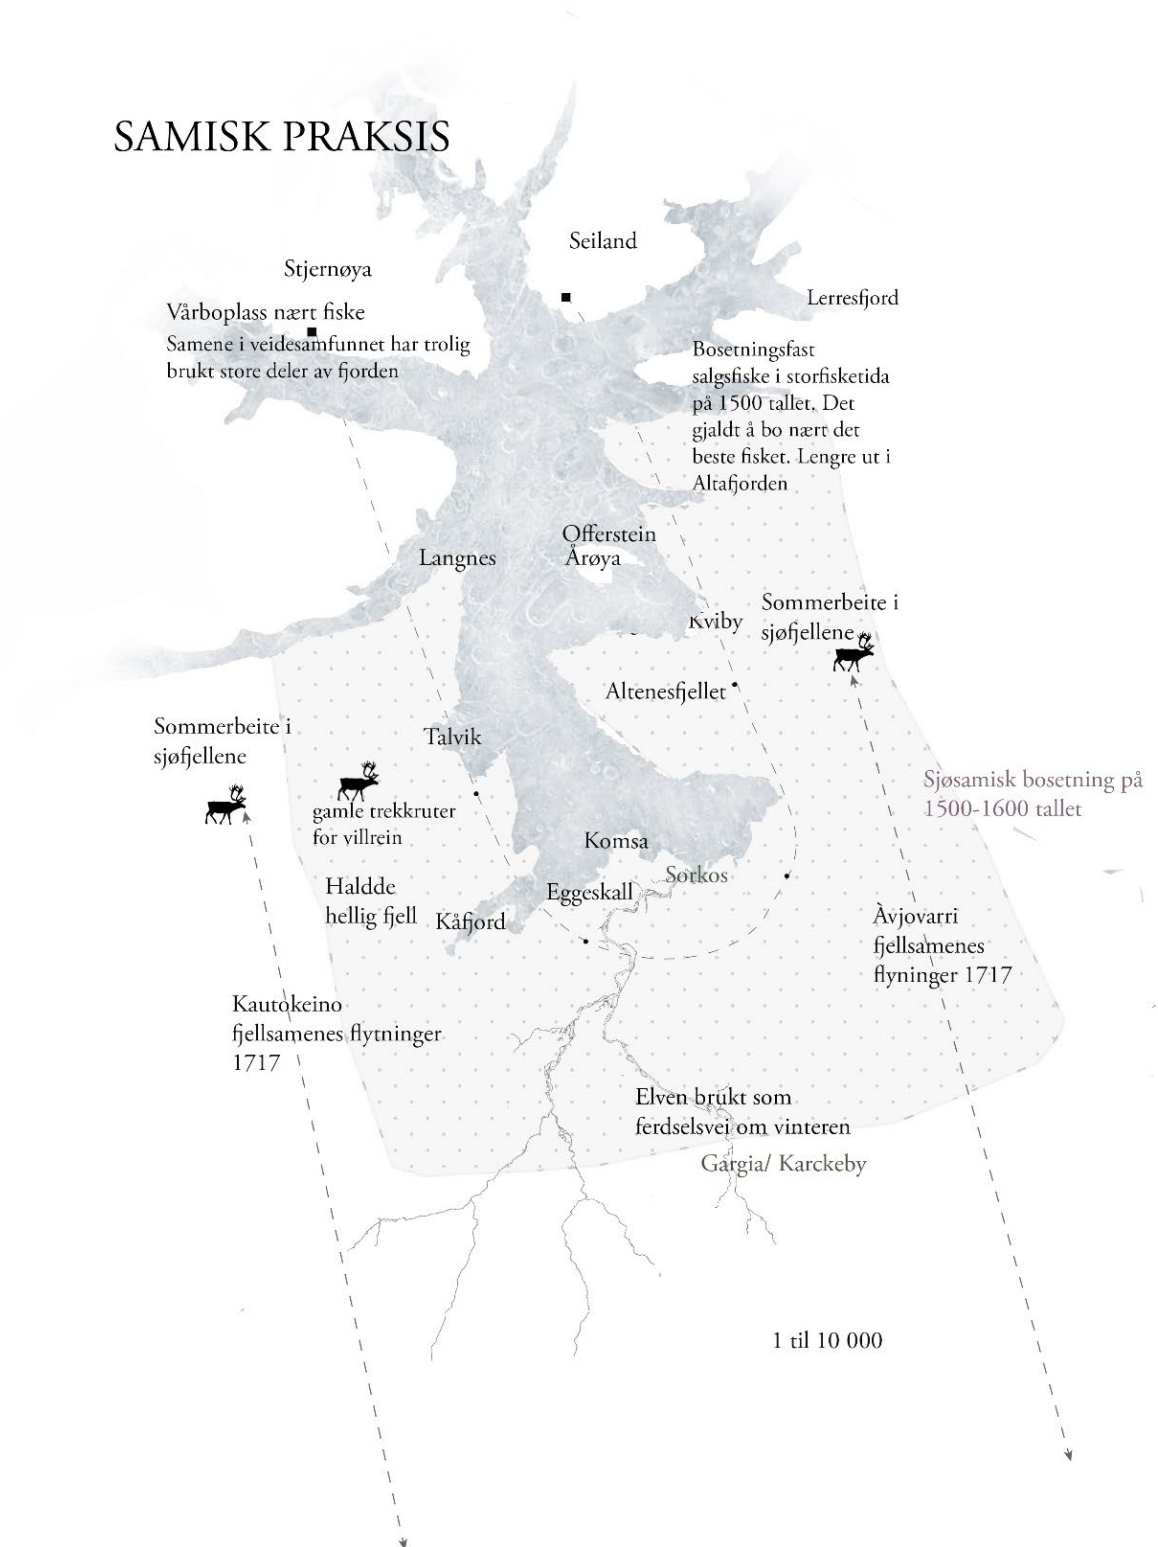 SAMISK PRAKSIS
Seiland
Stjernøya
Lerresfjord
Vårboplass nært fiske
Samene i veidesamfunnet har trolig
brukt store deler av fjorden
Bosetningsfast
salgsfiske i storfisketida
på 1500 tallet. Det
gjaldt å bo nært det
beste fisket. Lengre ut i
Altafjorden
Offerstein
Årøya
Langnes
Sommerbeite i
sjøfjellene
Kviby
Altenesfjellet
Sommerbeite i
sjøfjellene
Talvik
Sjøsamisk bosetning på
1500-1600 tallet
gamle trekkruter
for villrein
Komsa
Sorkos
Haldde
hellig fjell
Eggeskall
Kåfjord
Àvjovarri
fjellsamenes
flyninger 1717
Kautokeino
fjellsamenes flytninger
1717
Elven brukt som
ferdselsvei om vinteren
Gargia/ Karckeby
1 til 10 000